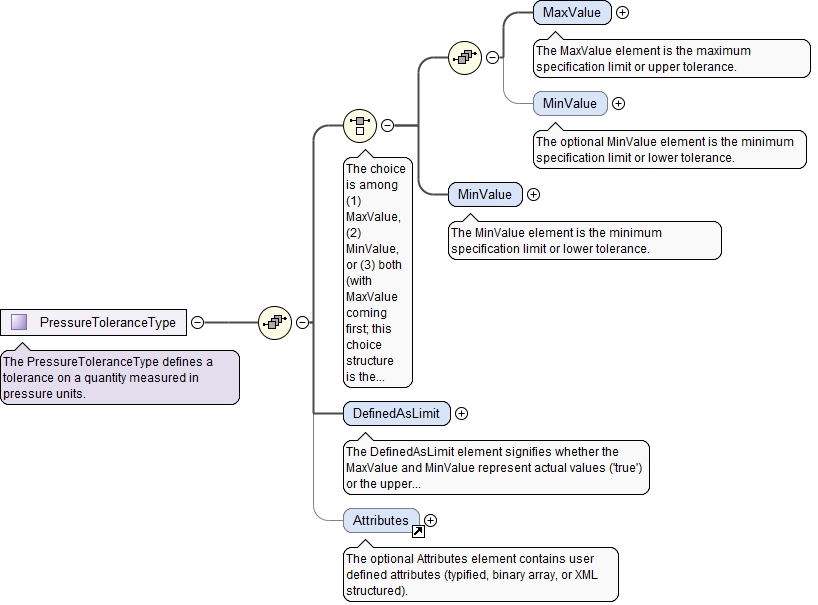 MaxValue
The MaxValue element is the maximum
specification limit or upper tolerance.
MinValue
The optional MinValue element is the minimum
specification limit or lower tolerance.
The choice
is among
(1)
MaxValue,
(2)
MinValue,
or (3) both
(with
MaxValue
coming
first; this
choice
structure
is the...
MinValue
The MinValue element is the minimum
specification limit or lower tolerance.
PressureToleranceType
The PressureToleranceType defines a
tolerance on a quantity measured in
pressure units.
DefinedAsLimit
The DefinedAsLimit element signifies whether the
MaxValue and MinValue represent actual values ('true')
or the upper...
Attributes
The optional Attributes element contains user
defined attributes (typified, binary array, or XML
structured).